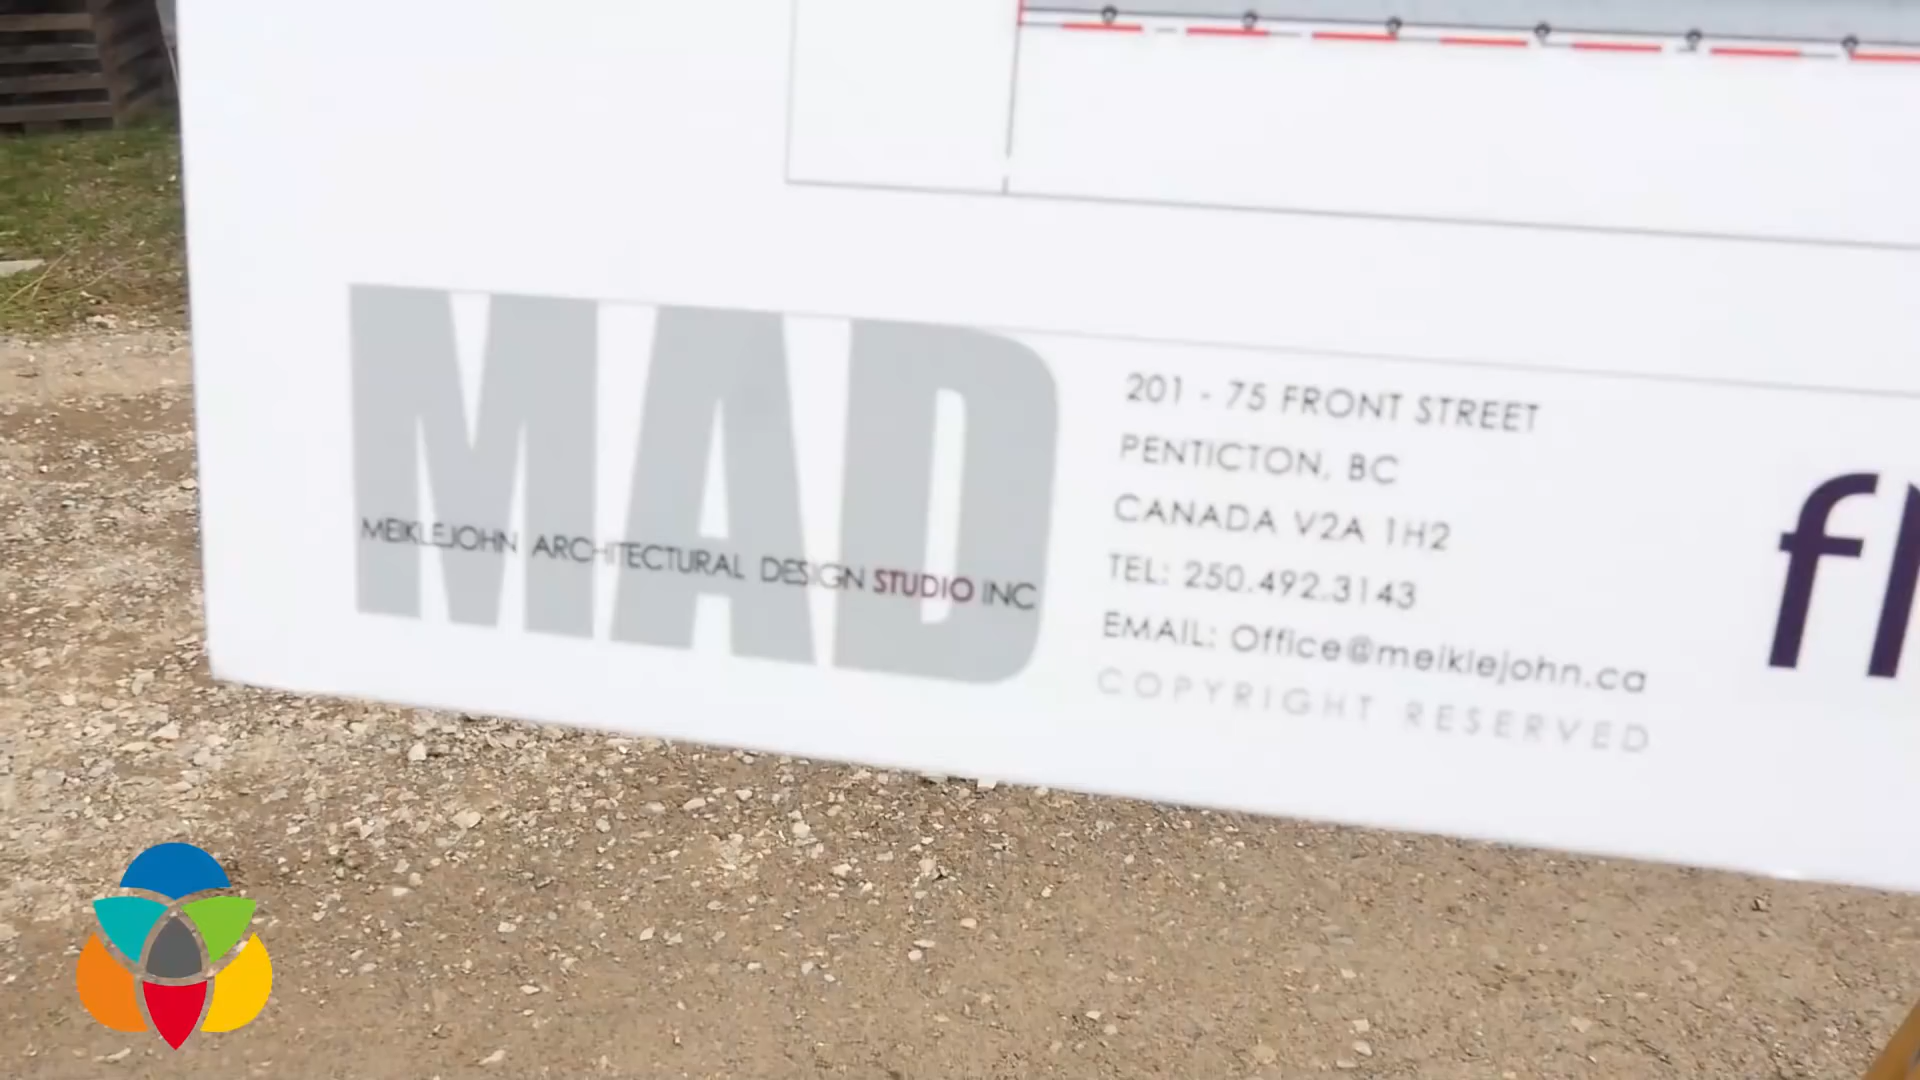 MAD
MEIKLEJOHN ARCHITECTURAL DESIGN STUDIO INC
201 - 75 FRONT STREET
PENTICTON, BC
CANADA V2A 1H2
TEL: 250.492.3143
EMAIL: Office@meiklejohn.ca
COPYRIGHT RESERVED